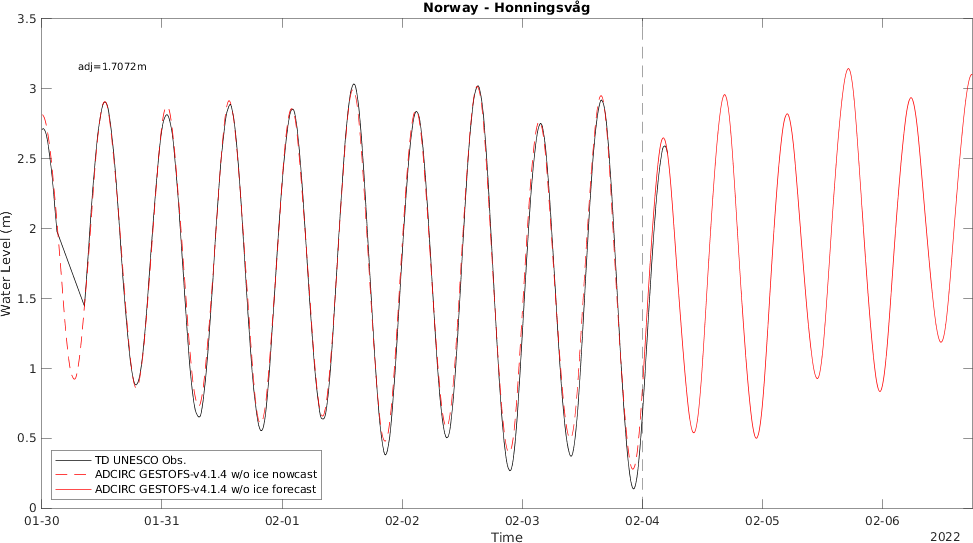 Norway - Honningsvåg
adj=1.7072m
Water Level (m)
3.5
3
2.5
2
1.5
1
0.5
0
TD UNESCO Obs.
ADCIRC GESTOFS-v4.1.4 w/o ice nowcast
ADCIRC GESTOFS-v4.1.4 w/o ice forecast
01-30 01-31 02-01 02-02 02-03 02-04 02-05 02-06
Time
2022